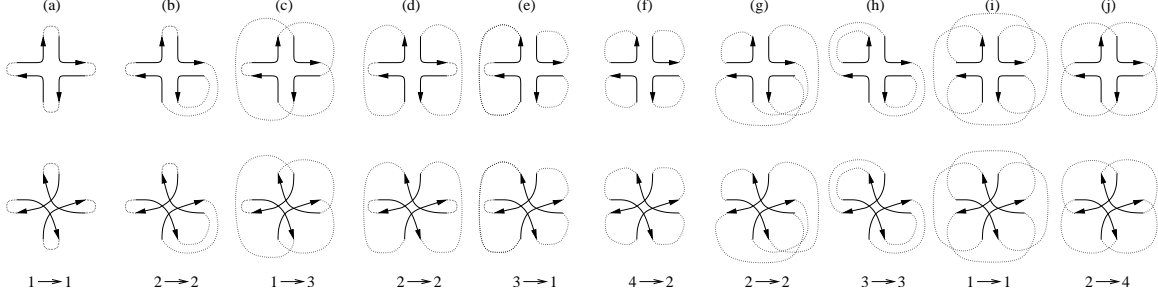 (a) (b) (c) (d) (e) (f) (g) (h) (i) (j)
1→1 2→2 1→3 2→2 3→1 4→2 2→2 3→3 1→1 2→4